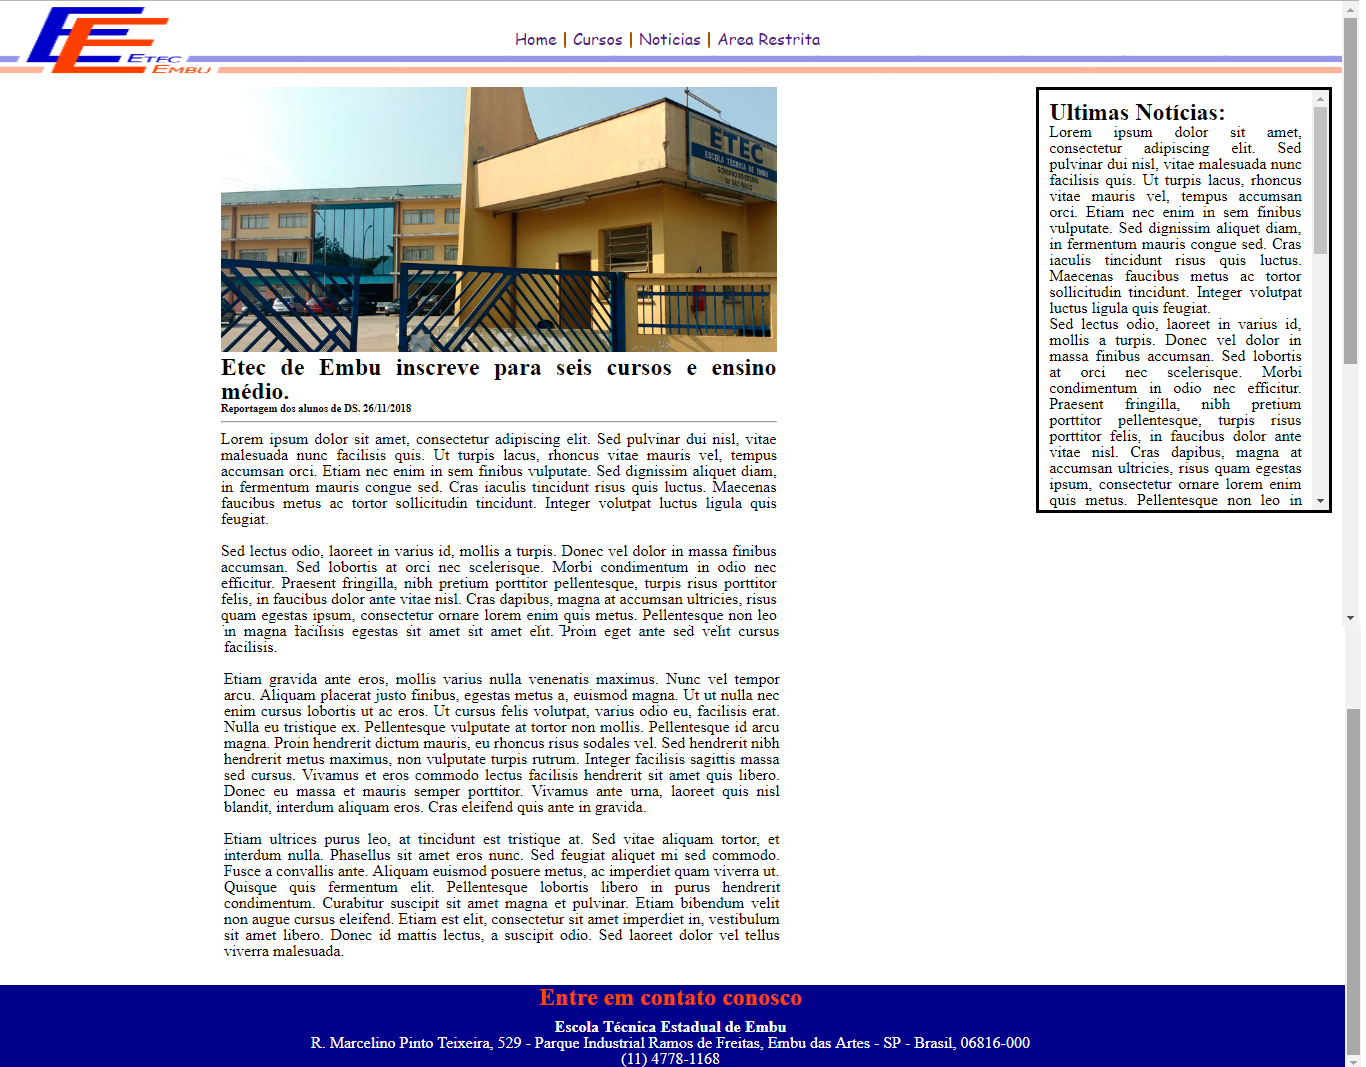 ETEC
EMBU
Home | Cursos | Noticias | Area Restrita
ETEC
ESCOLA TÉCNICA DE EMBU
GOVERNO DO ESTADO
DE SÃO PAULO
Etec de Embu inscreve para seis cursos e ensino
médio.
Reportagem dos alunos de DS. 26/11/2018
Lorem ipsum dolor sit amet, consectetur adipiscing elit. Sed pulvinar dui nisl, vitae
malesuada nunc facilisis quis. Ut turpis lacus, rhoncus vitae mauris vel, tempus
accumsan orci. Etiam nec enim in sem finibus vulputate. Sed dignissim aliquet diam,
in fermentum mauris congue sed. Cras iaculis tincidunt risus quis luctus. Maecenas
faucibus metus ac tortor sollicitudin tincidunt. Integer volutpat luctus ligula quis
feugiat.
Sed lectus odio, laoreet in varius id, mollis a turpis. Donec vel dolor in massa finibus
accumsan. Sed lobortis at orci nec scelerisque. Morbi condimentum in odio nec
efficitur. Praesent fringilla, nibh pretium porttitor pellentesque, turpis risus porttitor
felis, in faucibus dolor ante vitae nisl. Cras dapibus, magna at accumsan ultricies, risus
quam egestas ipsum, consectetur ornare lorem enim quis metus. Pellentesque non leo
in magna facilisis egestas sit amet sit amet elit. Proin eget ante sed velit cursus
facilisis.
Etiam gravida ante eros, mollis varius nulla venenatis maximus. Nunc vel tempor
arcu. Aliquam placerat justo finibus, egestas metus a, euismod magna. Ut ut nulla nec
enim cursus lobortis ut ac eros. Ut cursus felis volutpat, varius odio eu, facilisis erat.
Nulla eu tristique ex. Pellentesque vulputate at tortor non mollis. Pellentesque id arcu
magna. Proin hendrerit dictum mauris, eu rhoncus risus sodales vel. Sed hendrerit nibh
hendrerit metus maximus, non vulputate turpis rutrum. Integer facilisis sagittis massa
sed cursus. Vivamus et eros commodo lectus facilisis hendrerit sit amet quis libero.
Donec eu massa et mauris semper porttitor. Vivamus ante urna, laoreet quis nisl
blandit, interdum aliquam eros. Cras eleifend quis ante in gravida.
Etiam ultrices purus leo, at tincidunt est tristique at. Sed vitae aliquam tortor, et
interdum nulla. Phasellus sit amet eros nunc. Sed feugiat aliquet mi sed commodo.
Fusce a convallis ante. Aliquam euismod posuere metus, ac imperdiet quam viverra ut.
Quisque quis fermentum elit. Pellentesque lobortis libero in purus hendrerit
condimentum. Curabitur suscipit sit amet magna et pulvinar. Etiam bibendum velit
non augue cursus eleifend. Etiam est elit, consectetur sit amet imperdiet in, vestibulum
sit amet libero. Donec id mattis lectus, a suscipit odio. Sed laoreet dolor vel tellus
viverra malesuada.
Ultimas Notícias:
Lorem ipsum dolor sit amet,
consectetur adipiscing elit. Sed
pulvinar dui nisl, vitae malesuada nunc
facilisis quis. Ut turpis lacus, rhoncus
vitae mauris vel, tempus accumsan
orci. Etiam nec enim in sem finibus
vulputate. Sed dignissim aliquet diam,
in fermentum mauris congue sed. Cras
iaculis tincidunt risus quis luctus.
Maecenas faucibus metus ac tortor
sollicitudin tincidunt. Integer volutpat
luctus ligula quis feugiat.
Sed lectus odio, laoreet in varius id,
mollis a turpis. Donec vel dolor in
massa finibus accumsan. Sed lobortis
at orci nec scelerisque. Morbi
condimentum in odio nec efficitur.
Praesent fringilla, nibh pretium
porttitor pellentesque, turpis risus
porttitor felis, in faucibus dolor ante
vitae nisl. Cras dapibus, magna at
accumsan ultricies, risus quam egestas
ipsum, consectetur ornare lorem enim
quis metus. Pellentesque non leo in
Entre em contato conosco
Escola Técnica Estadual de Embu
R. Marcelino Pinto Teixeira, 529 - Parque Industrial Ramos de Freitas, Embu das Artes - SP - Brasil, 06816-000
(11) 4778-1168